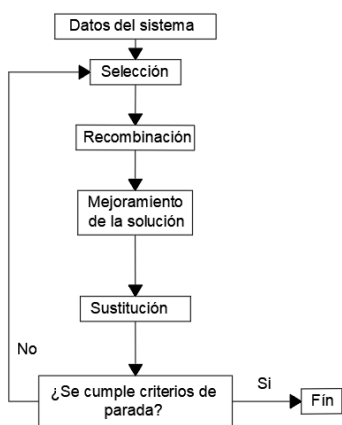 Datos del sistema
Selección
Recombinación
Mejoramiento
de la solución
Sustitución
No
¿Se cumple criterios de
parada?
Si
Fín